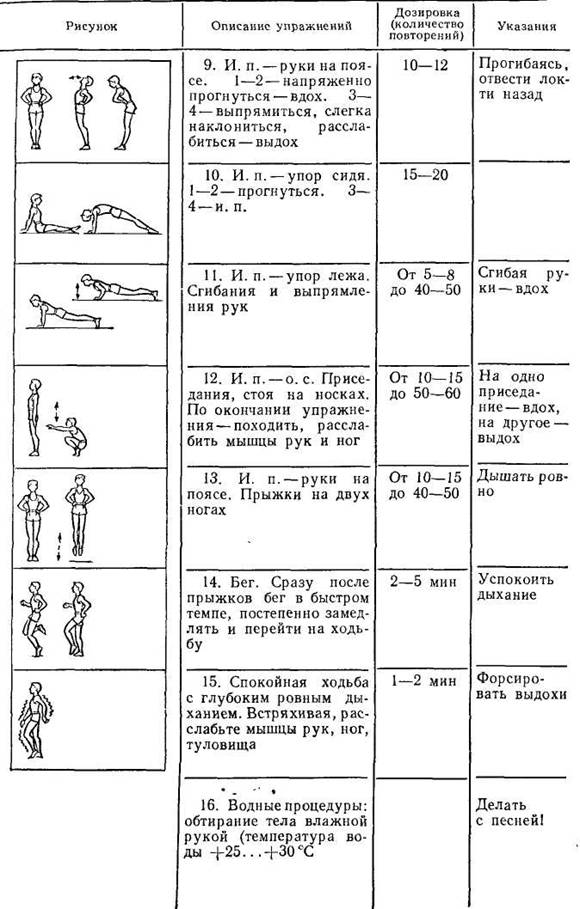 Рисунок
Описание упражнений
Дозировка
(количество
повторений)
Указания
9. И. п.—руки на поя-
се. 1—2—напряженно
прогнуться—вдох. 3—
4—выпрямиться, слегка
наклониться, рассла-
биться—выдох
10—12
Прогибаясь,
отвести лок-
ти назад
10. И. п.—упор сидя.
1—2—прогнуться. 3—
4—и. п.
15—20
11. И. п.—упор лежа.
Сгибания и выпрямле-
ния рук
От 5—8
до 40—50
Сгибая ру-
ки—вдох
12. И. п.—о. с. Присе-
дания, стоя на носках.
По окончании упражне-
ния—походить, рассла-
бить мышцы рук и ног
От 10—15
до 50—60
На одно
приседа-
ние—вдох,
на другое—
выдох
13. И. п.—руки на
поясе. Прыжки на двух
ногах
От 10—15
до 40—50
Дышать ров-
но
14. Бег. Сразу после
прыжков бег в быстром
темпе, постепенно замед-
лять и перейти на ходь-
бу
2—5 мин
Успокоить
дыхание
15. Спокойная ходьба
с глубоким ровным ды-
ханием. Встряхивая, рас-
слабьте мышцы рук, ног,
туловища
1—2 мин
Форсиро-
вать выдохи
16. Водные процедуры:
обтирание тела влажной
рукой (температура во-
ды +25...+30 °С
Делать
с песней!